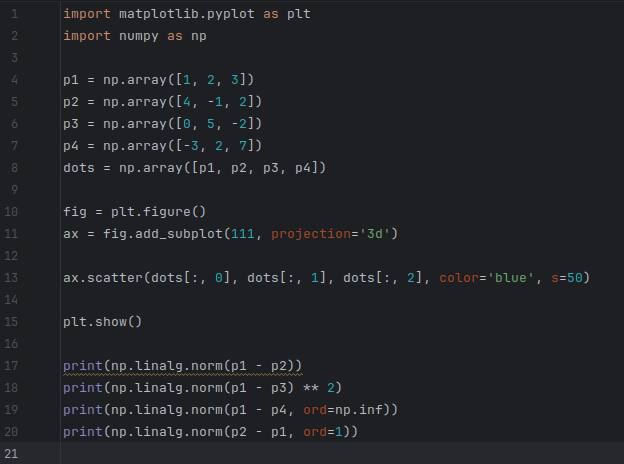 1 import matplotlib.pyplot as plt
2 import numpy as np
3
4 p1 = np.array([1, 2, 3])
5 p2 = np.array([4, -1, 2])
6 p3 = np.array([0, 5, -2])
7 p4 = np.array([-3, 2, 7])
8 dots = np.array([p1, p2, p3, p4])
9
10 fig = plt.figure()
11 ax = fig.add_subplot(111, projection='3d')
12
13 ax.scatter(dots[:, 0], dots[:, 1], dots[:, 2], color='blue', s=50)
14
15 plt.show()
16
17 print(np.linalg.norm(p1 - p2))
18 print(np.linalg.norm(p1 - p3) ** 2)
19 print(np.linalg.norm(p1 - p4, ord=np.inf))
20 print(np.linalg.norm(p2 - p1, ord=1))
21